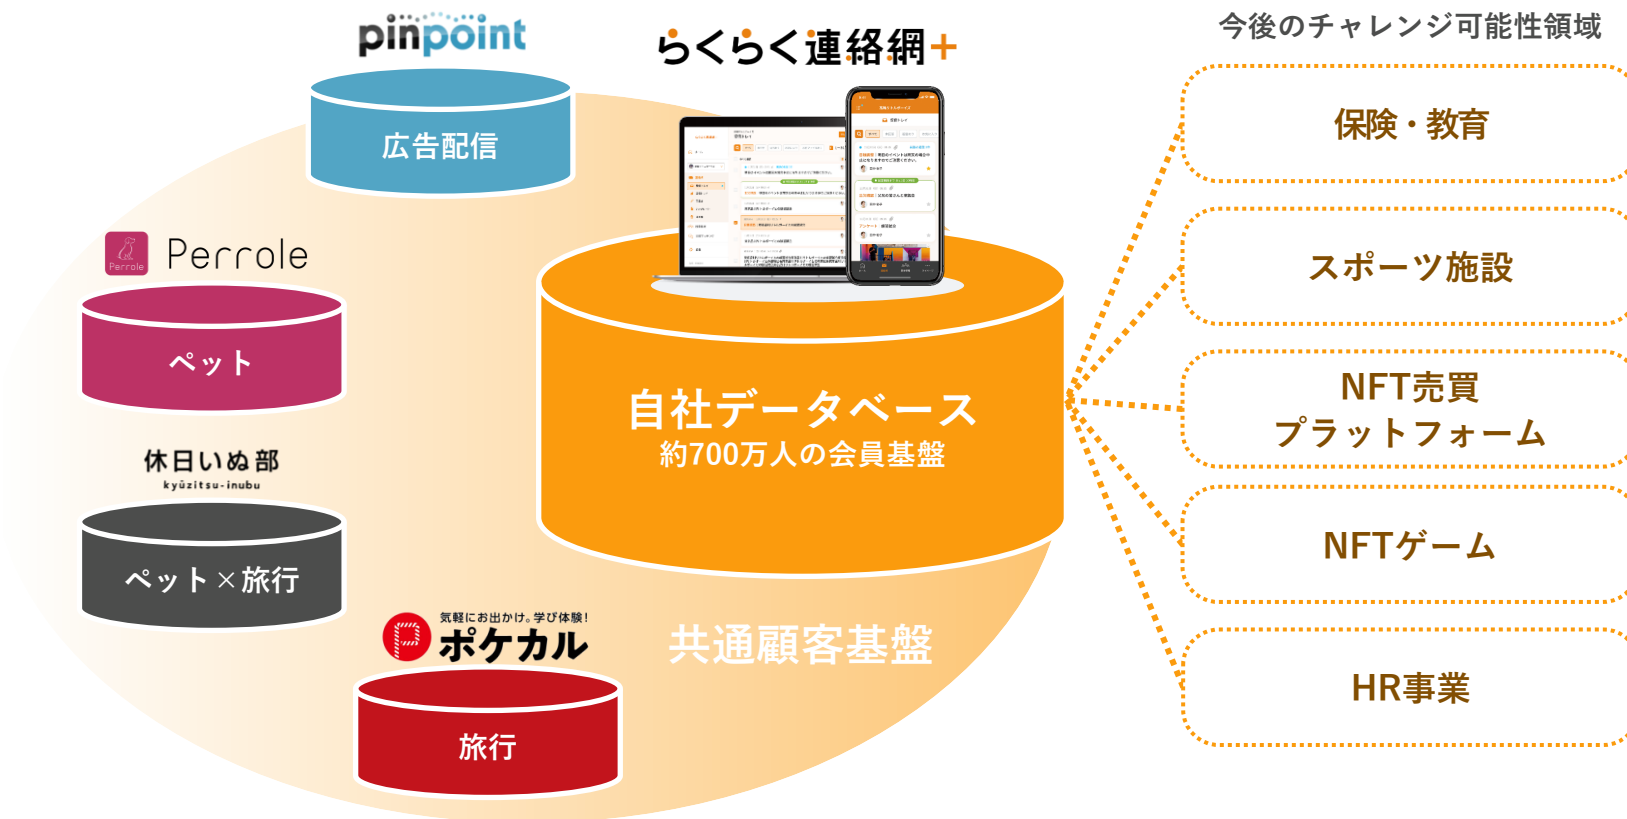 pinpoint
広告配信
らくらく連絡網+
Perrole
Perrole
ペット
休日いぬ部
kyūzitsu-inubu
ペット×旅行
気軽にお出かけ。学び体験！
ポケカル
旅行
自社データベース
約700万人の会員基盤
共通顧客基盤
今後のチャレンジ可能性領域
保険・教育
スポーツ施設
NFT売買
プラットフォーム
NFTゲーム
HR事業